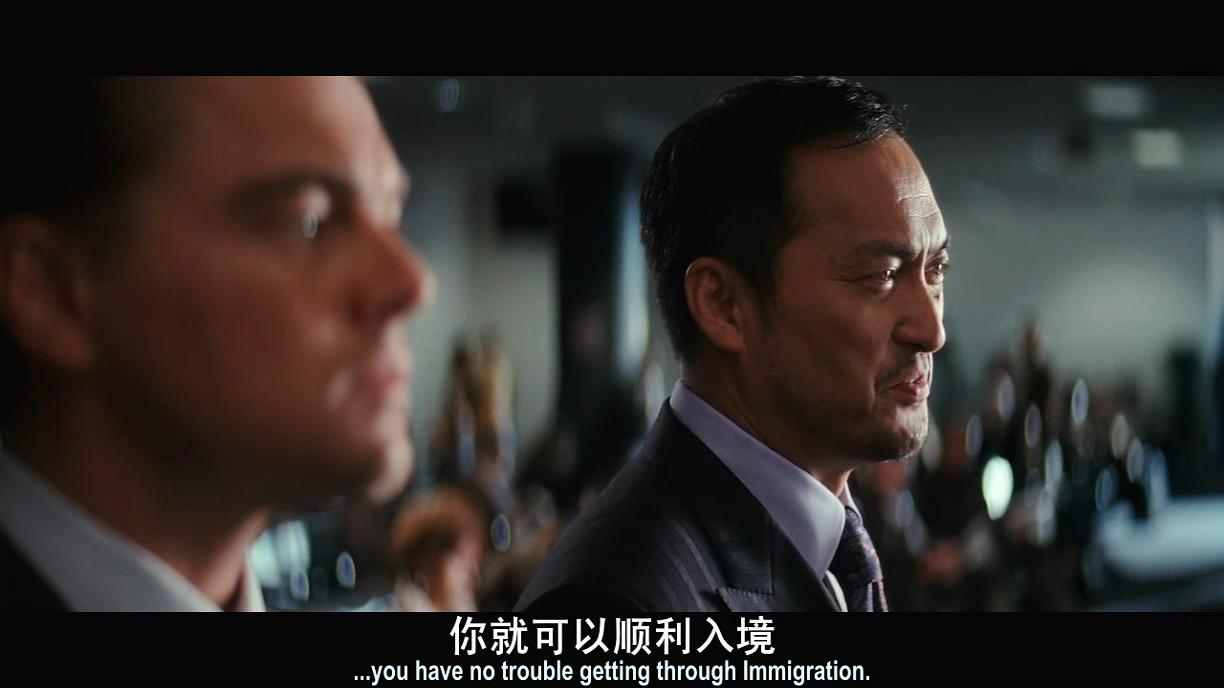 你就可以顺利入境
...you have no trouble getting through Immigration.